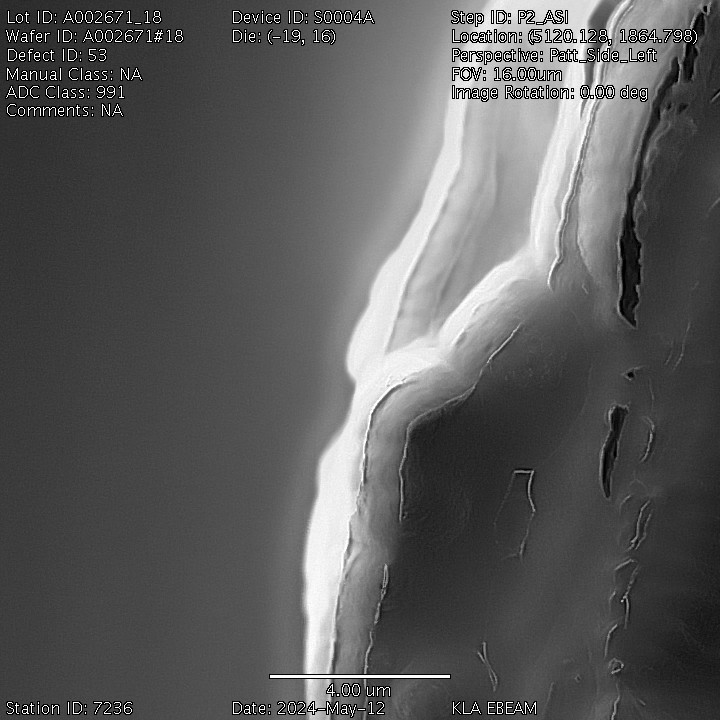 Lot ID: A002671_18 Device ID: S0004A Step ID: P2_ASI
Wafer ID: A002671#18 Die: (-19, 16) Location: (5120.128, 1864.798)
Defect ID: 53 Perspective: Patt_Side_Left
Manual Class: NA FOV: 16.00um
ADC Class: 991 Image Rotation: 0.00 deg
Comments: NA
4.00 um
Station ID: 7236 Date: 2024-May-12 KLA EBEAM